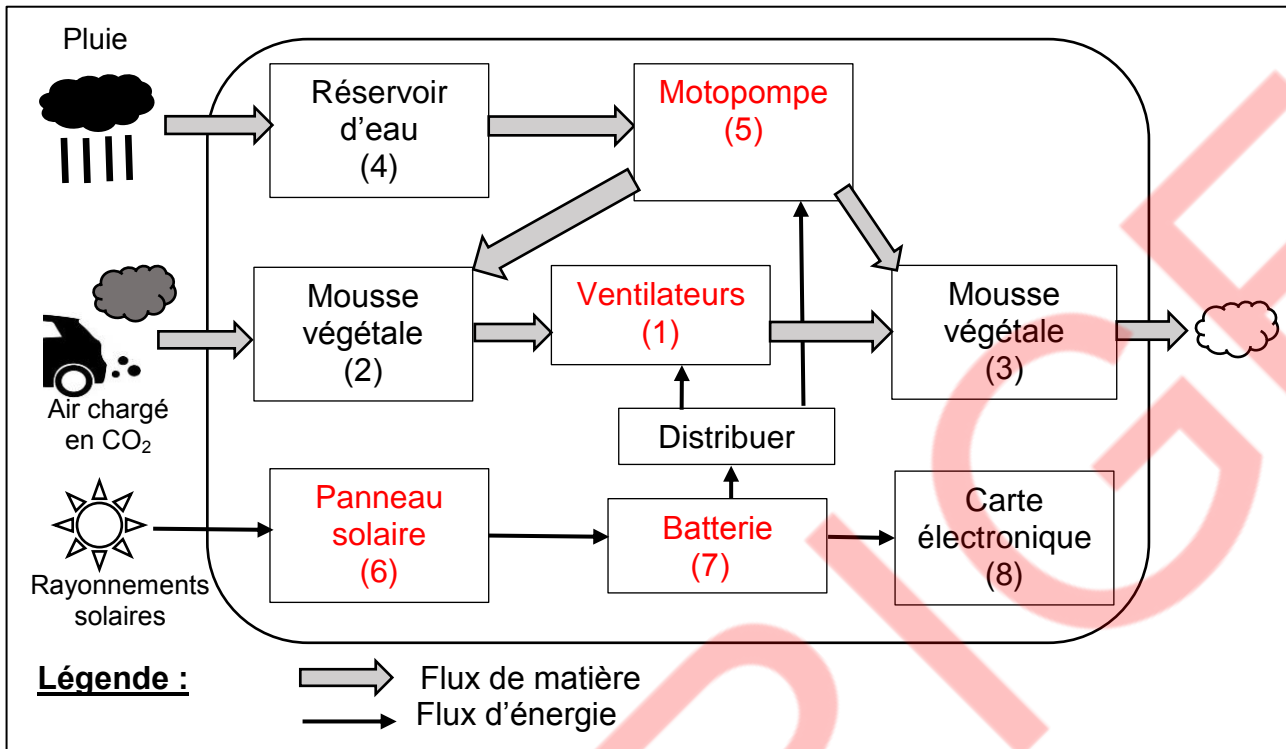 Pluie
Réservoir
d’eau
(4)
Motopompe
(5)
Mousse
végétale
(2)
Ventilateurs
(1)
Mousse
végétale
(3)
Air chargé
en CO₂
Distribuer
Panneau
solaire
(6)
Batterie
(7)
Carte
électronique
(8)
Rayonnements
solaires
Légende :
Flux de matière
Flux d’énergie